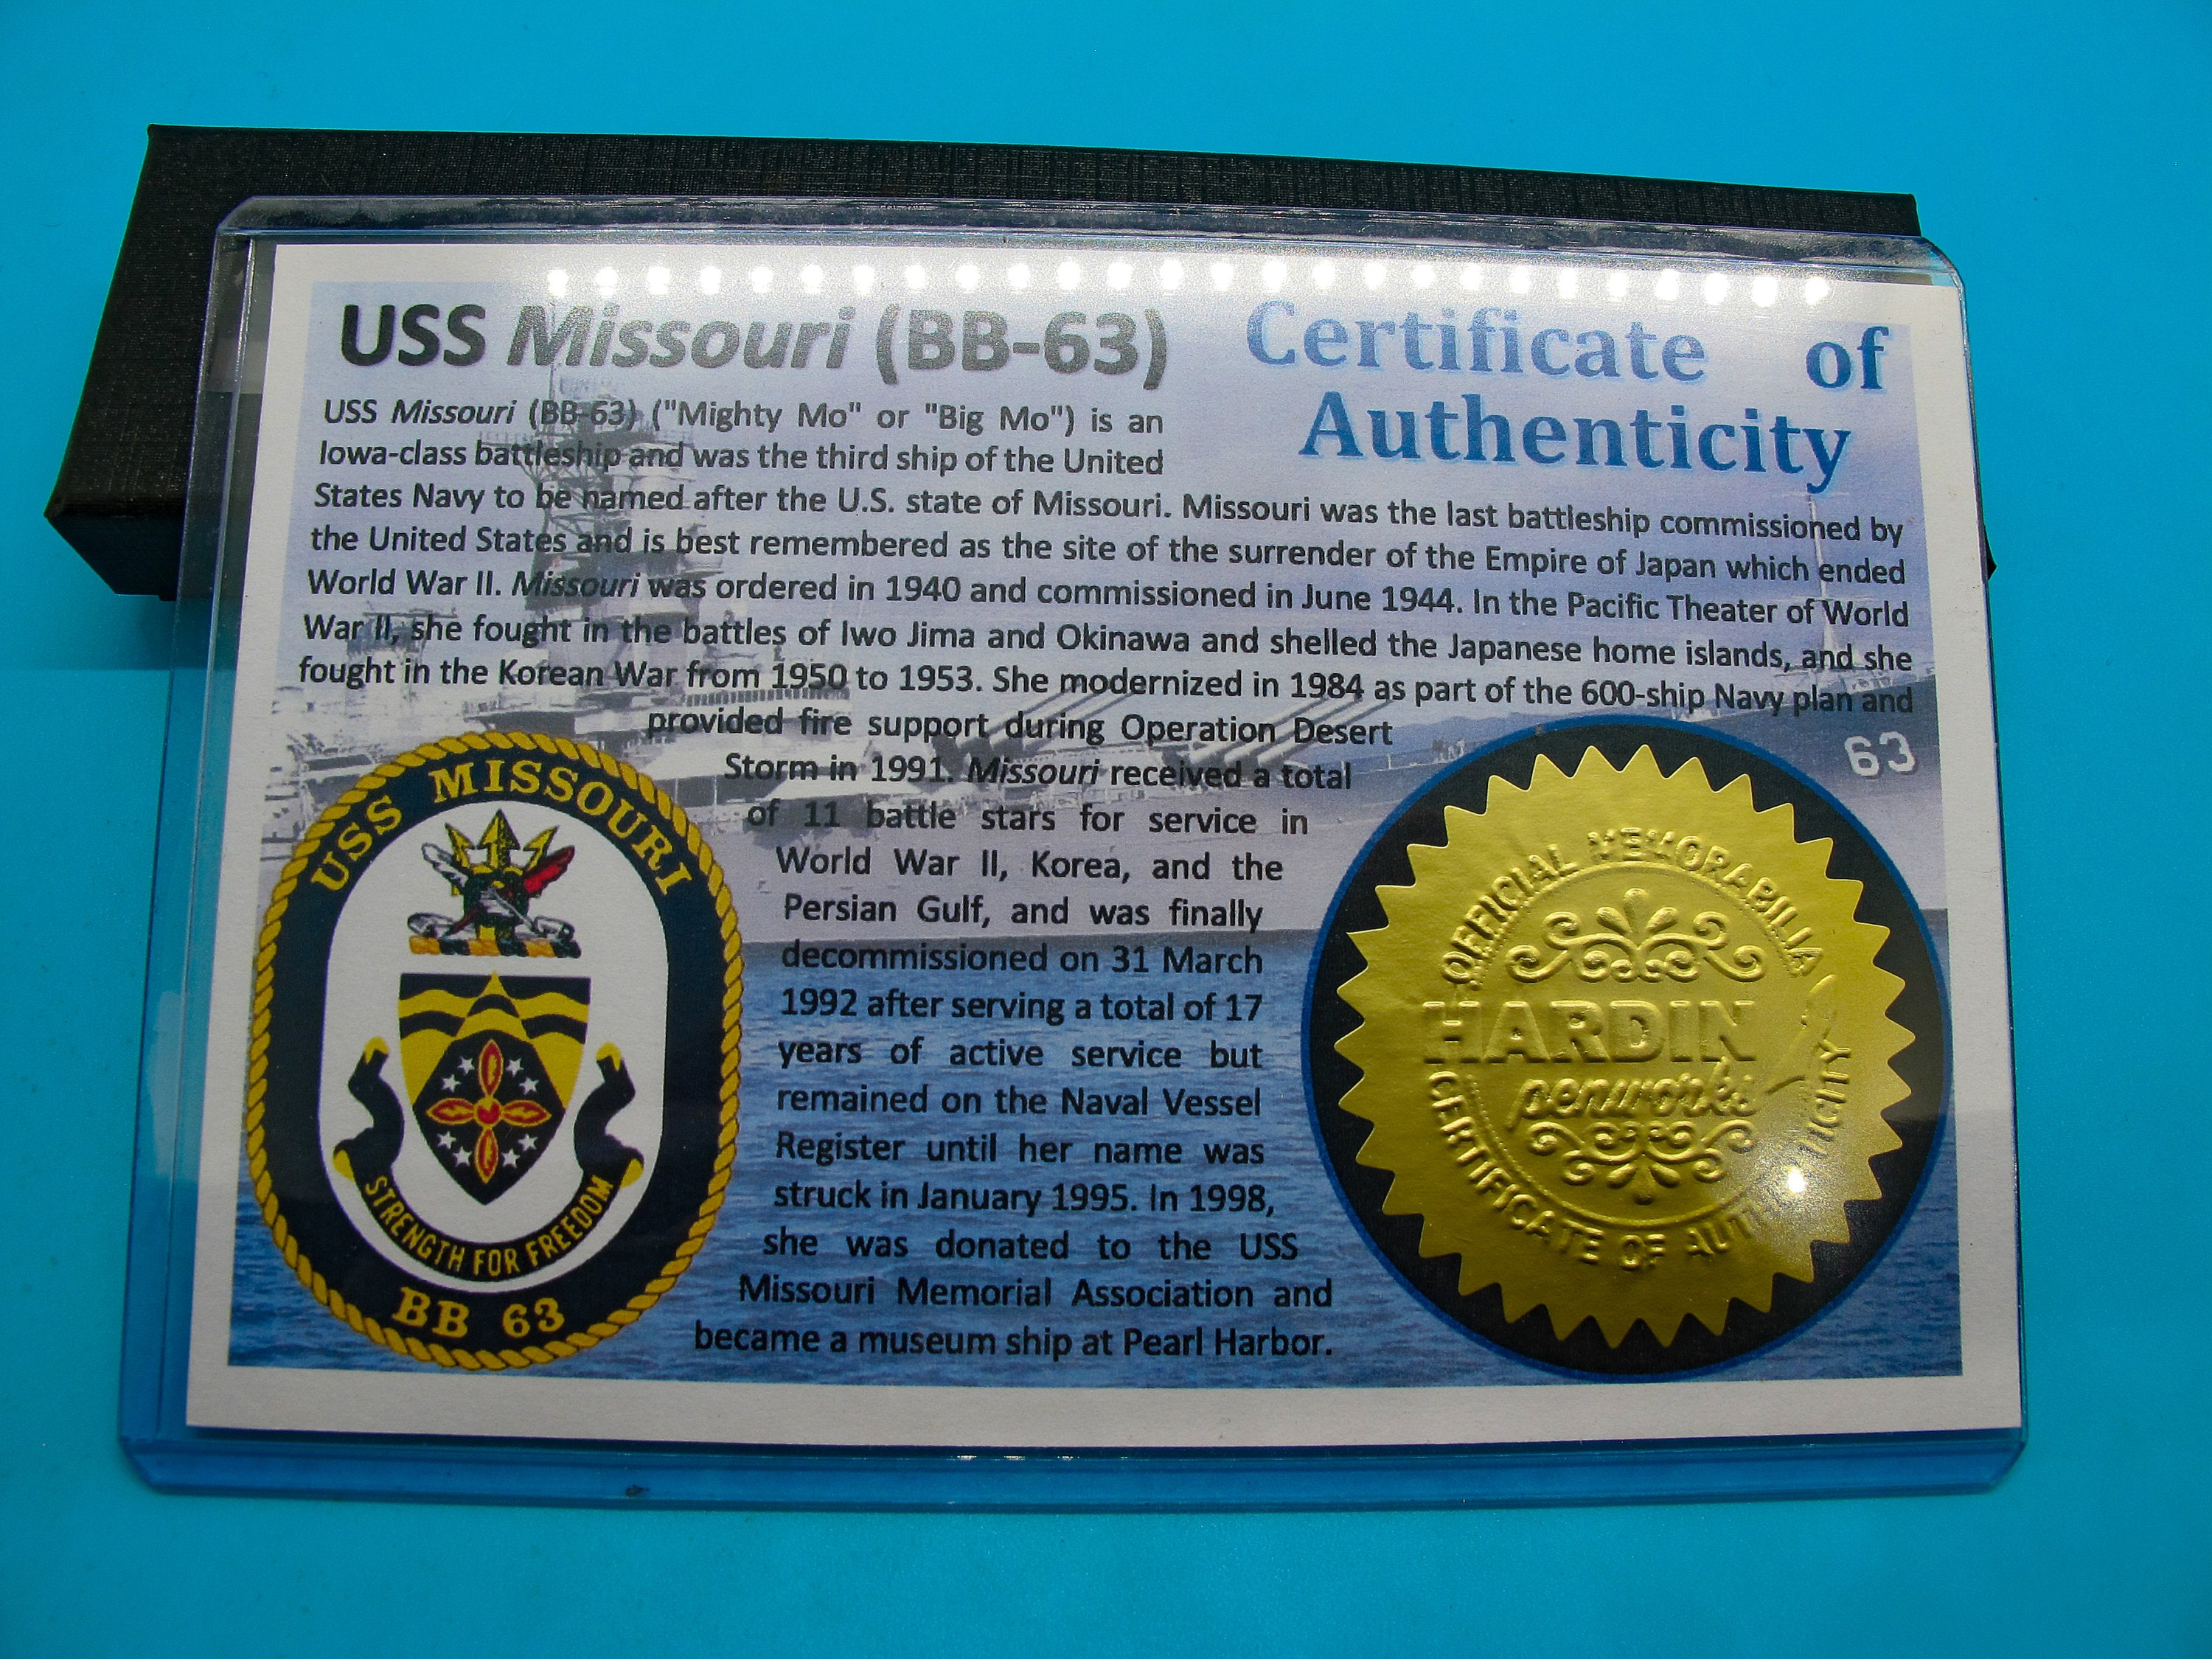 USS Missouri (BB-63)
Certificate of
Authenticity
USS Missouri (BB-63) ("Mighty Mo" or "Big Mo") is an
Iowa-class battleship and was the third ship of the United
States Navy to be named after the U.S. state of Missouri. Missouri was the last battleship commissioned by
the United States and is best remembered as the site of the surrender of the Empire of Japan which ended
World War II. Missouri was ordered in 1940 and commissioned in June 1944. In the Pacific Theater of World
War II, she fought in the battles of Iwo Jima and Okinawa and shelled the Japanese home islands, and she
fought in the Korean War from 1950 to 1953. She modernized in 1984 as part of the 600-ship Navy plan and
provided fire support during Operation Desert
Storm in 1991. Missouri received a total
of 11 battle stars for service in
World War II, Korea, and the
Persian Gulf, and was finally
decommissioned on 31 March
1992 after serving a total of 17
years of active service but
remained on the Naval Vessel
Register until her name was
struck in January 1995. In 1998,
she was donated to the USS
Missouri Memorial Association and
became a museum ship at Pearl Harbor.
63
USS MISSOURI
STRENGTH FOR FREEDOM
BB 63
OFFICIAL MEMORABILIA
HARDIN
penworks
CERTIFICATE OF AUTHENTICITY